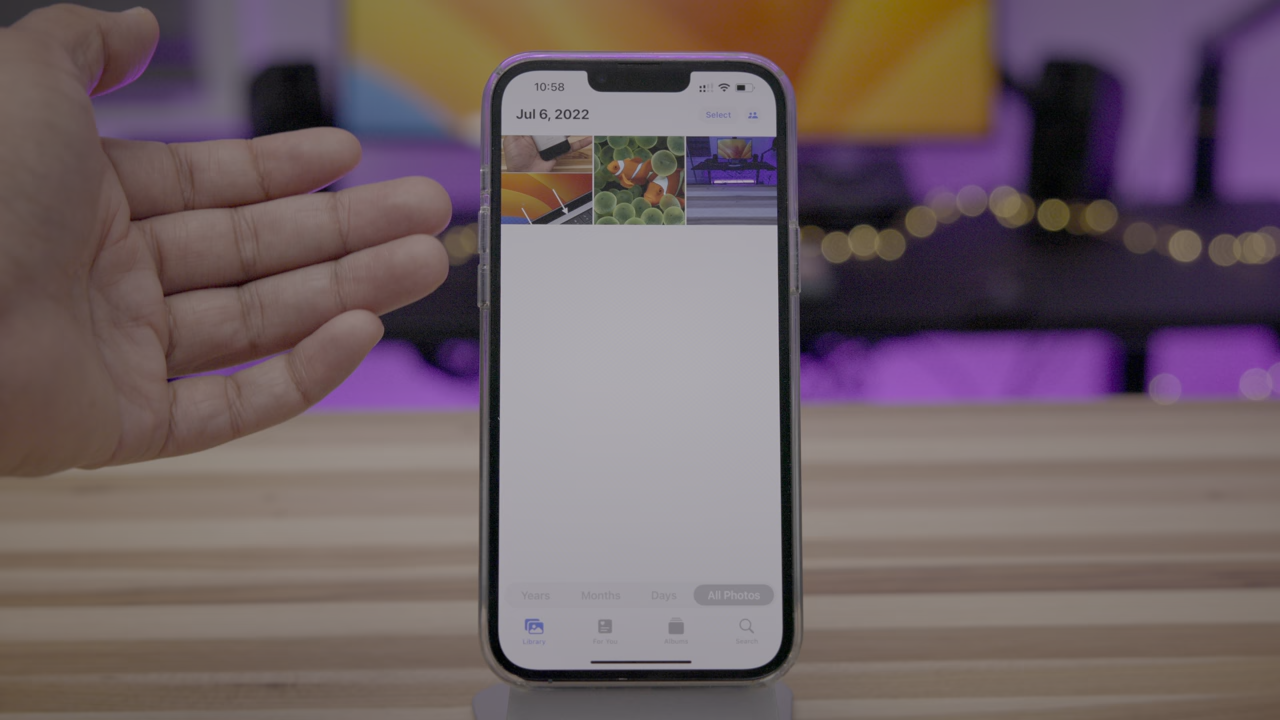 10:58
Jul 6, 2022
Select
Years Months Days All Photos
Library For You Albums Search